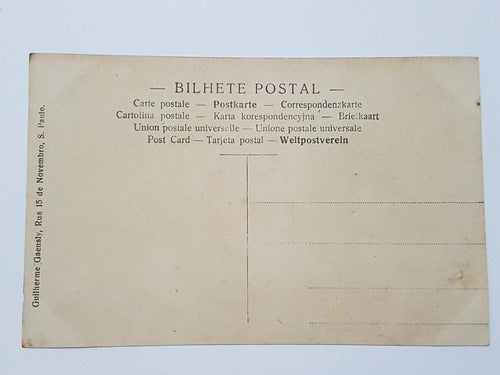 — BILHETE POSTAL —
Carte postale — Postkarte — Correspondenzkarte
Cartolina postale — Karta korespondencyjna — Briefkaart
Union postale universelle — Unione postale universale
Post Card — Tarjeta postal — Weltpostverein
Guilherme Gaensly, Rua 15 de Novembro, S. Paulo.